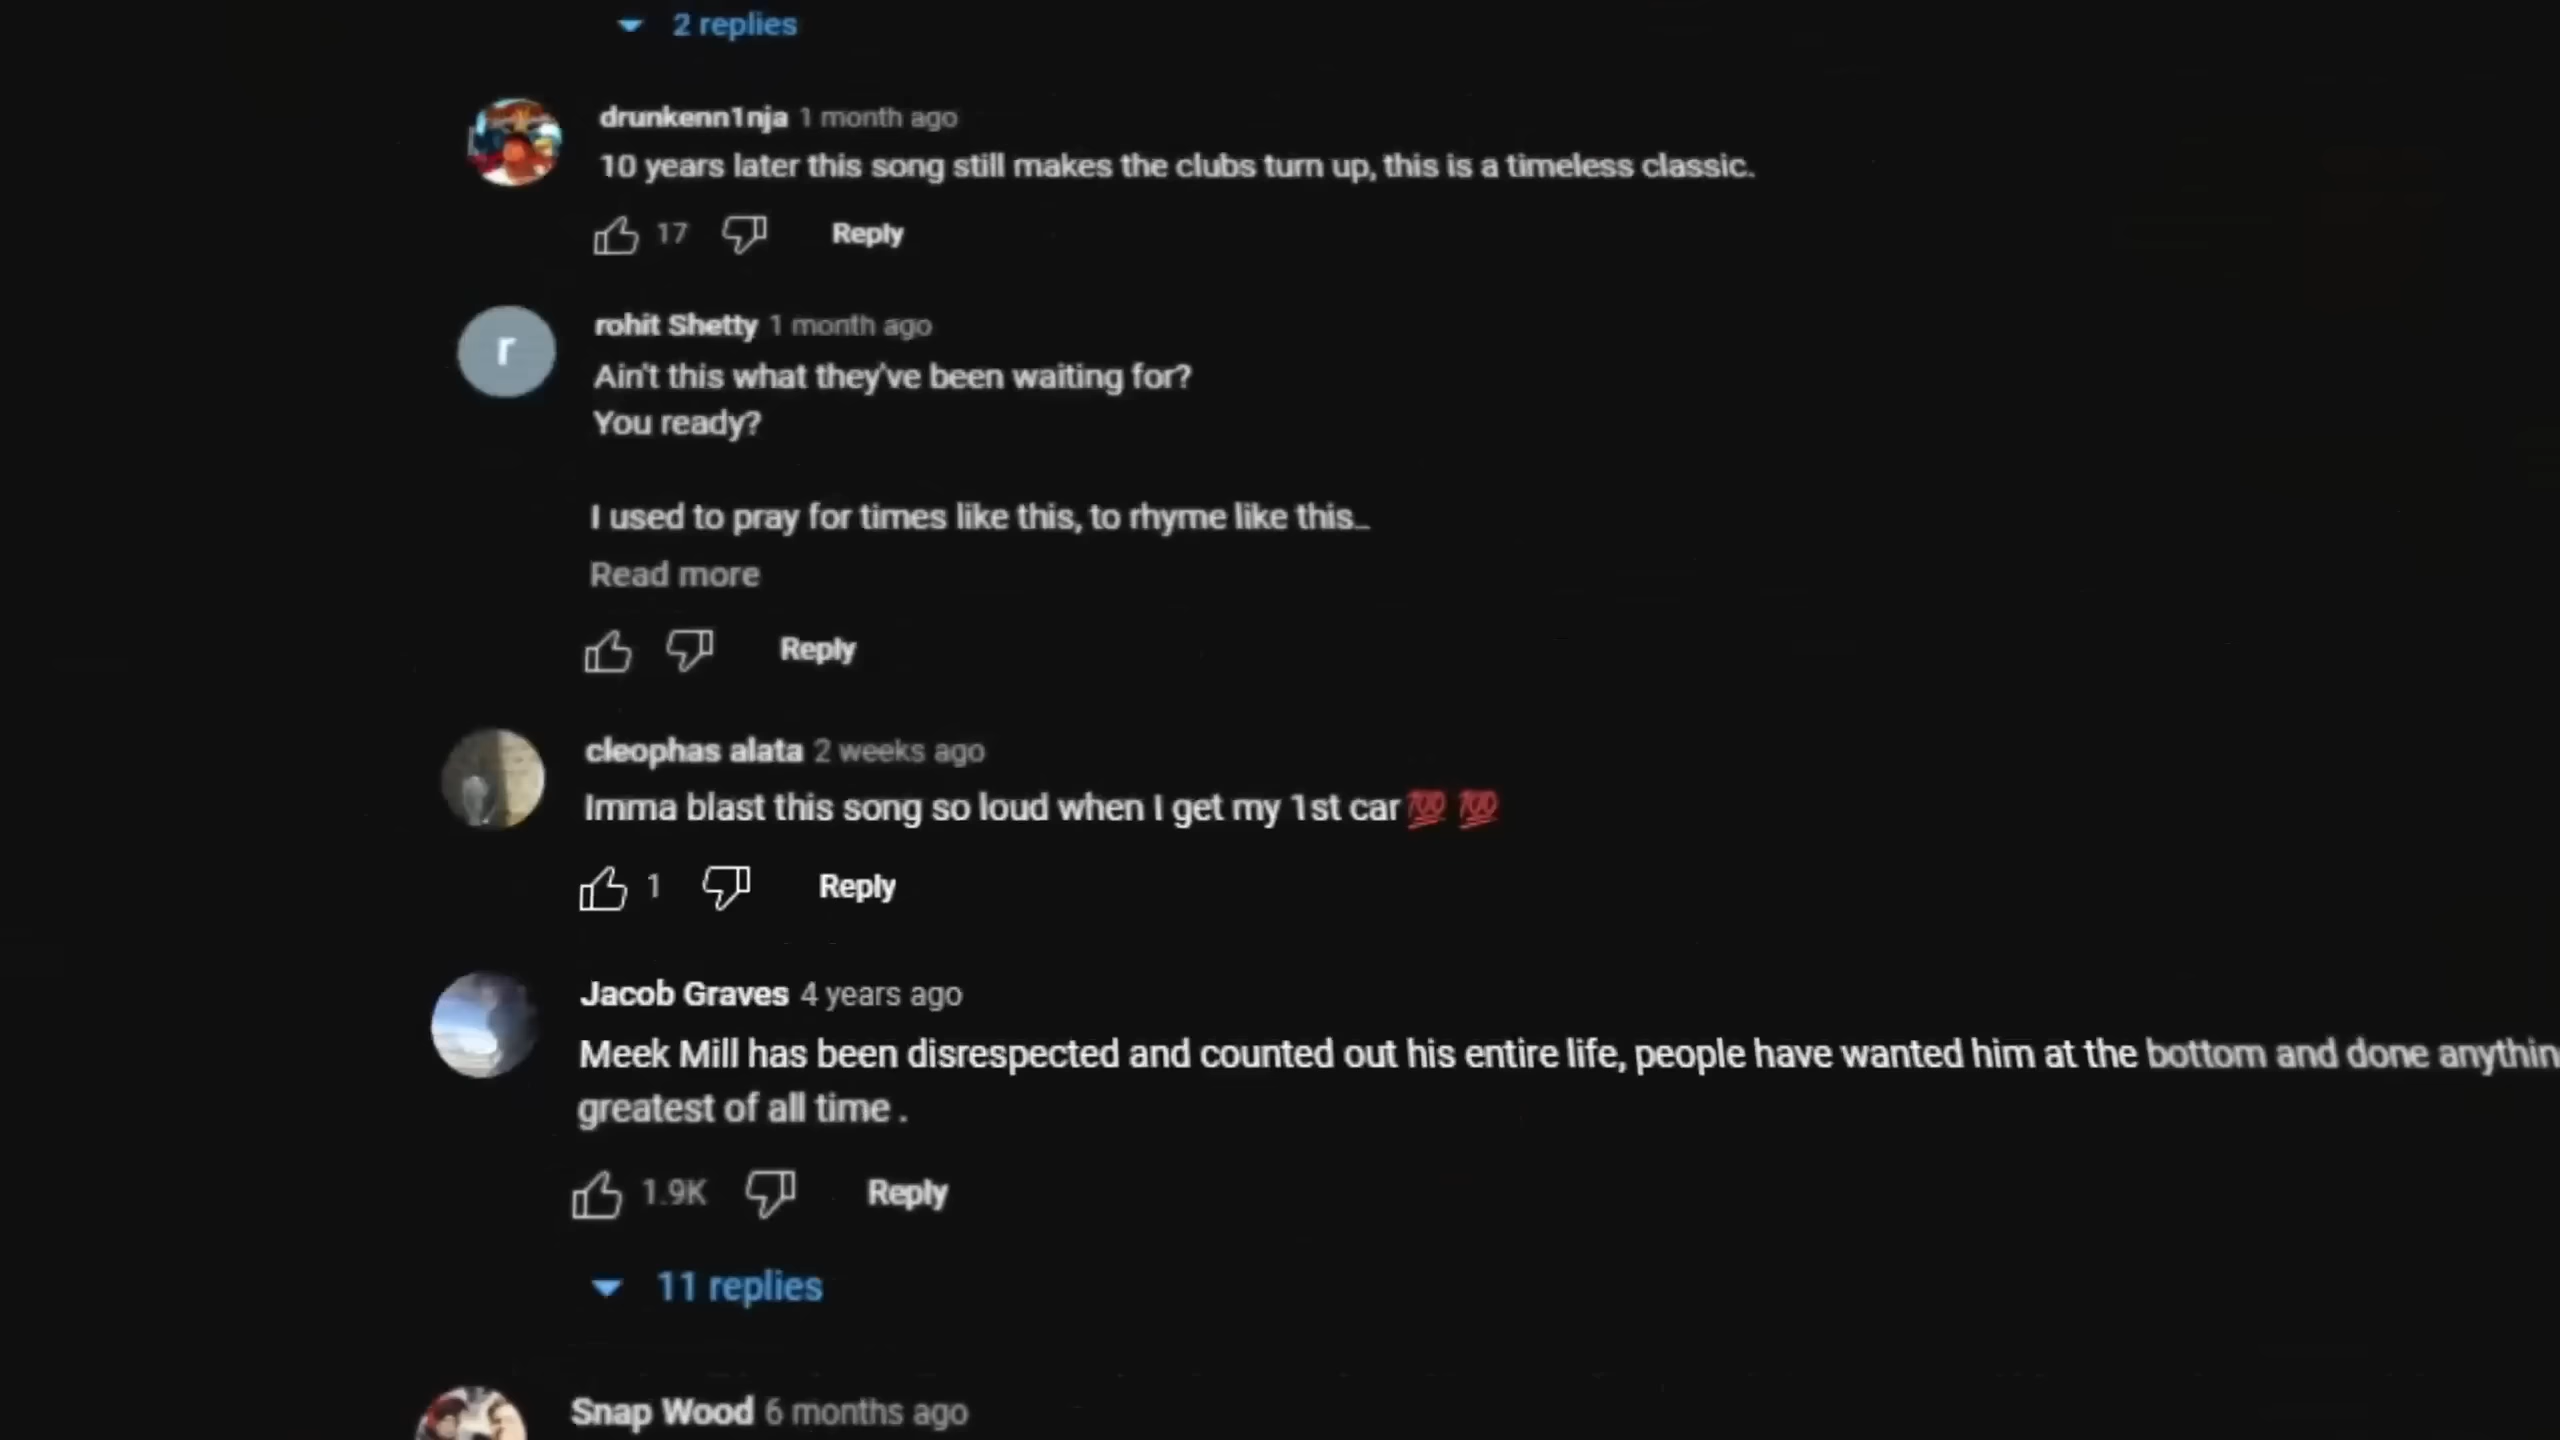 2 replies
drunkenn1nja 1 month ago
10 years later this song still makes the clubs turn up, this is a timeless classic.
17 Reply
r
rohit Shetty 1 month ago
Ain't this what they've been waiting for?
You ready?
I used to pray for times like this, to rhyme like this...
Read more
Reply
cleophas alata 2 weeks ago
Imma blast this song so loud when I get my 1st car💯 💯
1 Reply
Jacob Graves 4 years ago
Meek Mill has been disrespected and counted out his entire life, people have wanted him at the bottom and done anythin
greatest of all time .
1.9K Reply
11 replies
Snap Wood 6 months ago